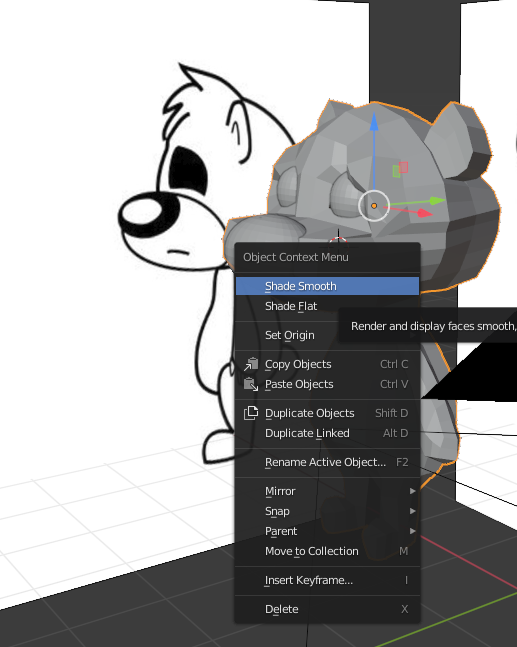 Object Context Menu
Shade Smooth
Shade Flat
Render and display faces smooth,
Set Origin
Copy Objects Ctrl C
Paste Objects Ctrl V
Duplicate Objects Shift D
Duplicate Linked Alt D
Rename Active Object... F2
Mirror
Snap
Parent
Move to Collection M
Insert Keyframe... I
Delete X